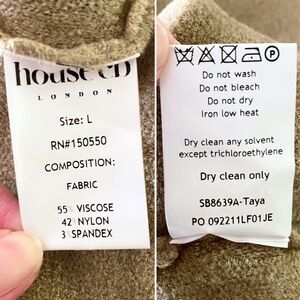 house CB
LONDON
Size: L
RN#150550
COMPOSITION:
FABRIC
55% VISCOSE
42% NYLON
3% SPANDEX
Do not wash
Do not bleach
Do not dry
Iron low heat
Dry clean any solvent
except trichloroethylene
Dry clean only
SB8639A-Taya
PO 092211LF01JE